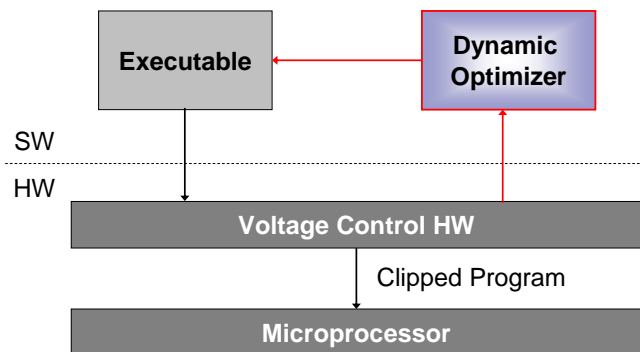 Executable
Dynamic
Optimizer
SW
HW
Voltage Control HW
Clipped Program
Microprocessor